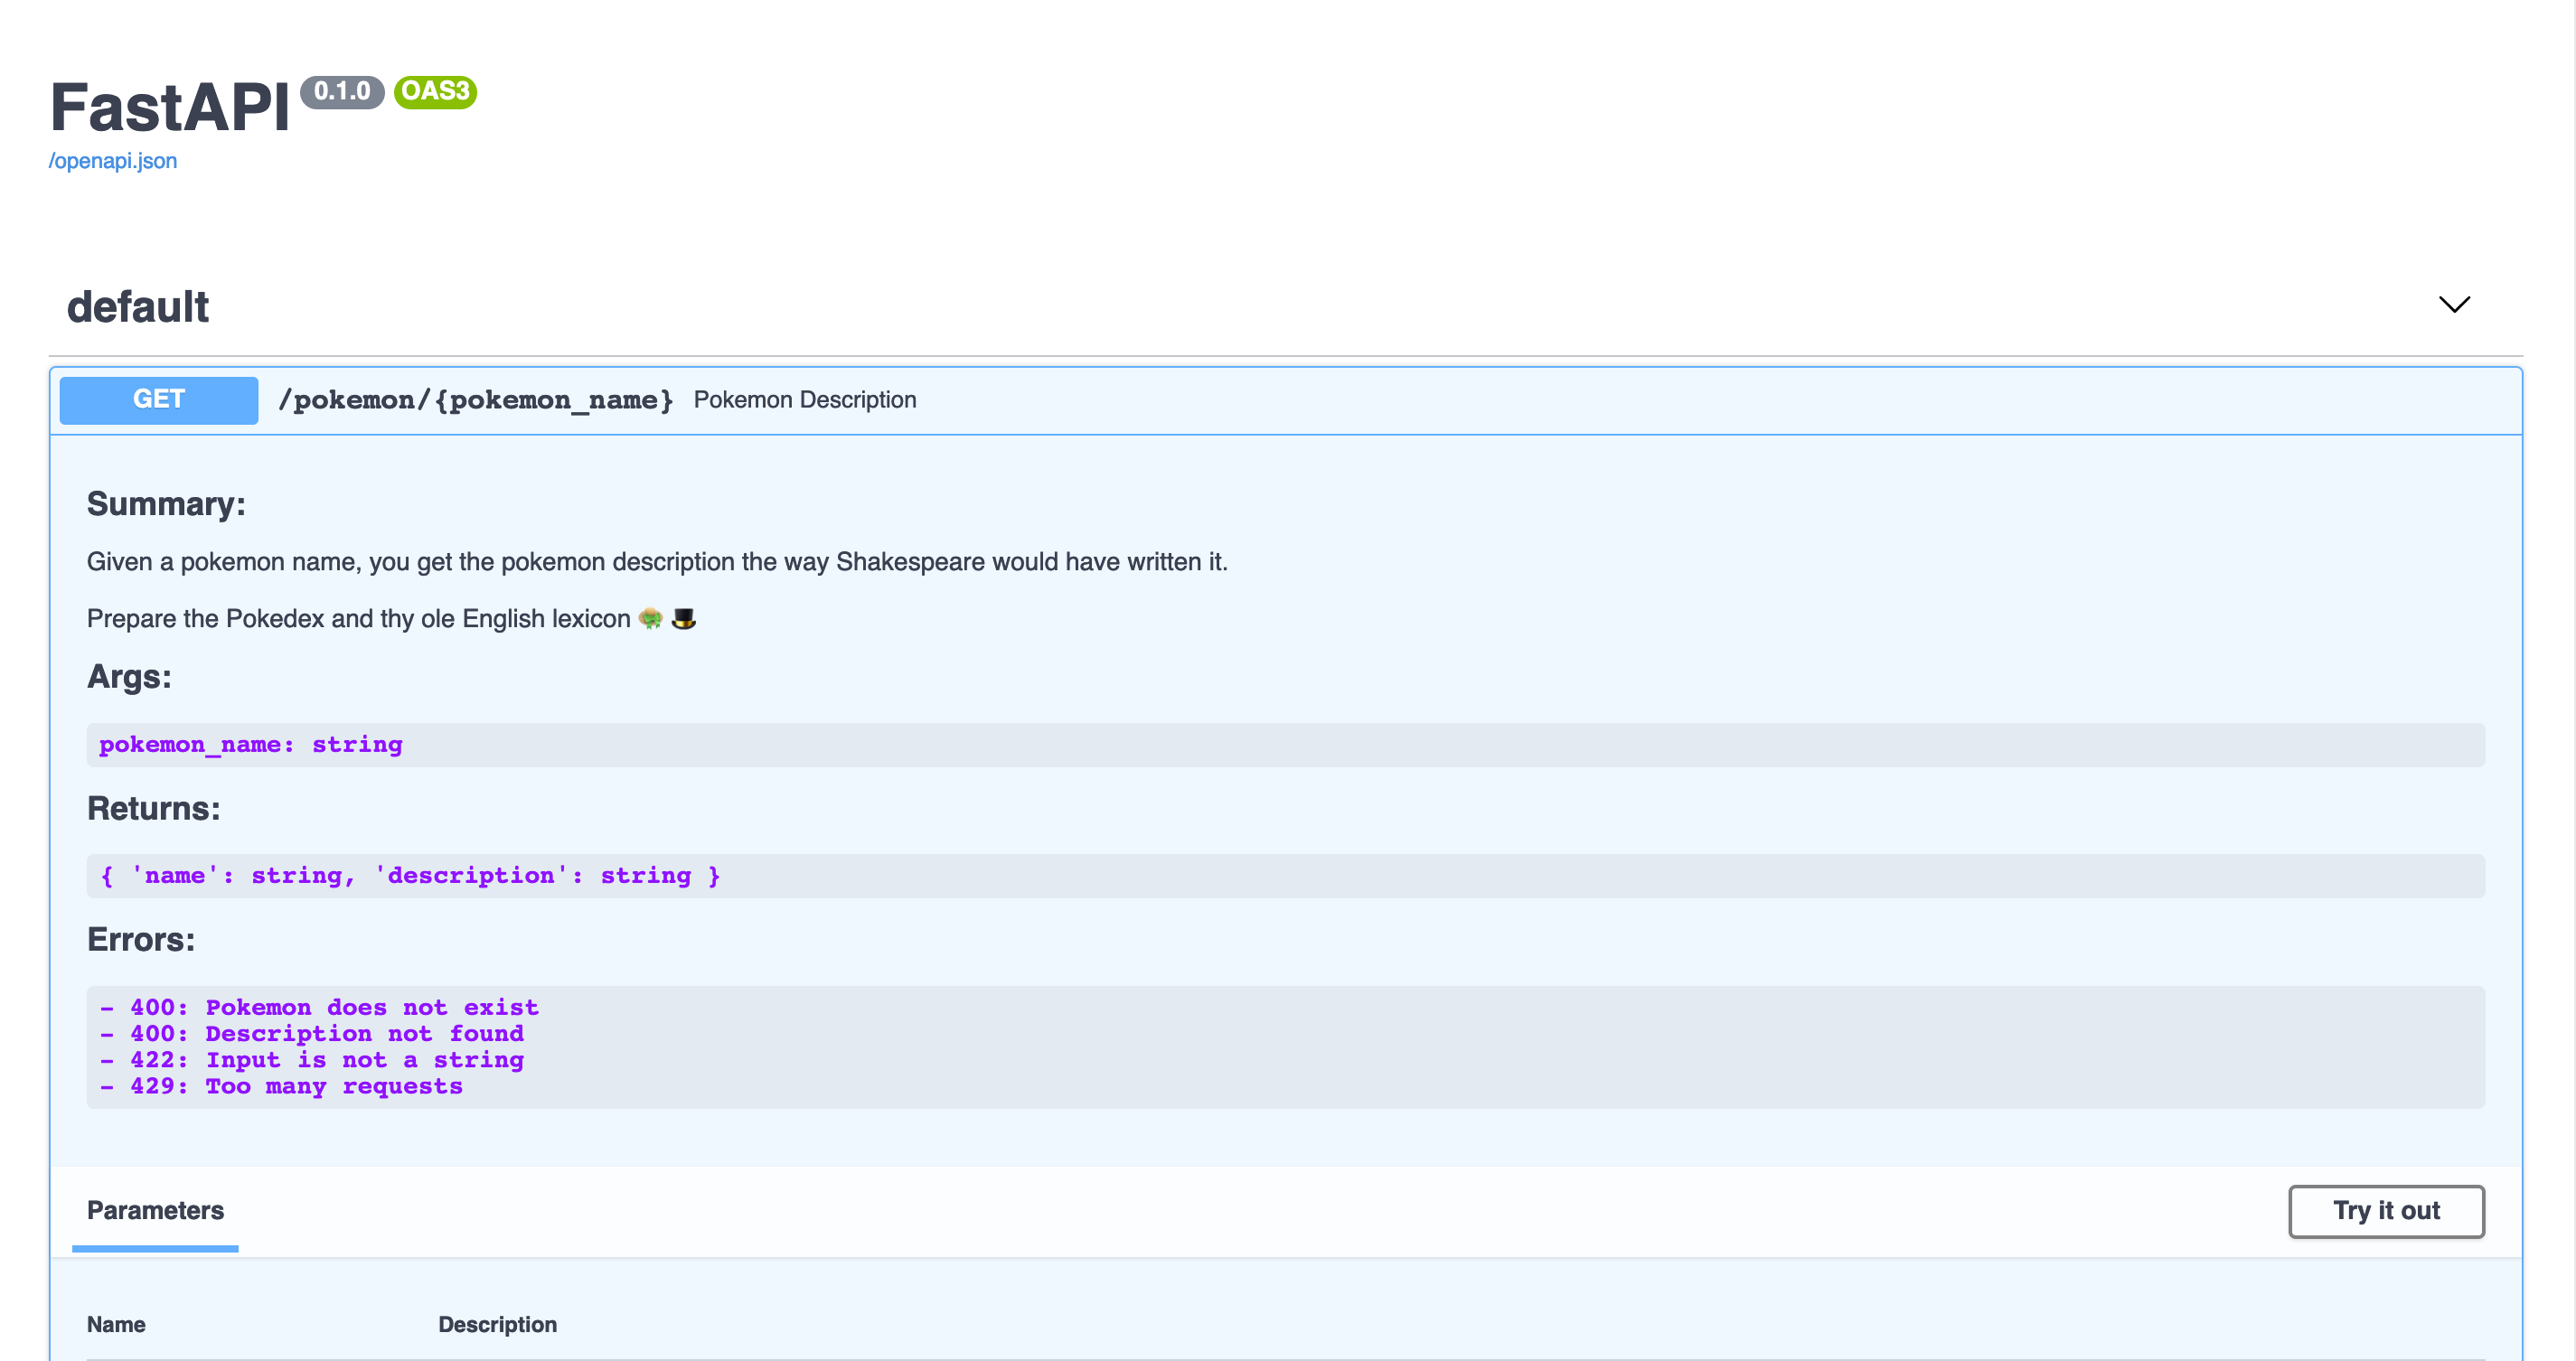 FastAPI 0.1.0 OAS3
/openapi.json
default
GET /pokemon/{pokemon_name} Pokemon Description
Summary:
Given a pokemon name, you get the pokemon description the way Shakespeare would have written it.
Prepare the Pokedex and thy ole English lexicon
Args:
pokemon_name: string
Returns:
{ 'name': string, 'description': string }
Errors:
- 400: Pokemon does not exist
- 400: Description not found
- 422: Input is not a string
- 429: Too many requests
Parameters Try it out
Name Description